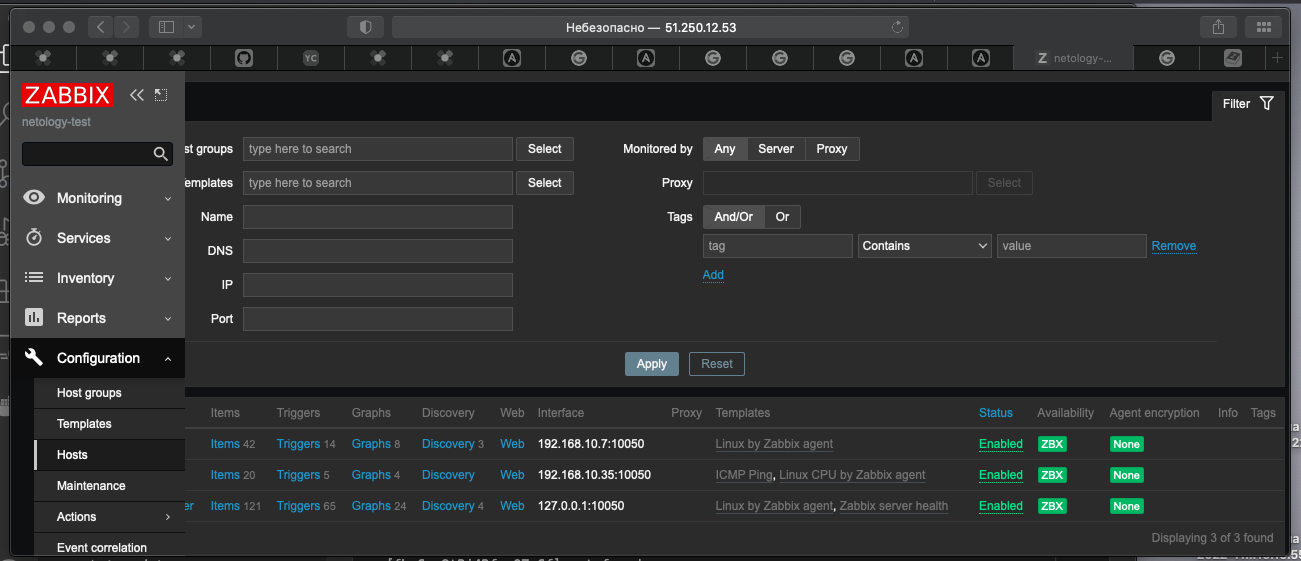 Небезопасно — 51.250.12.53
YC
Z netology-...
ZABBIX
netology-test
Monitoring
Services
Inventory
Reports
Configuration
Host groups
Templates
Hosts
Maintenance
Actions
Event correlation
Filter
st groups type here to search Select
emplates type here to search Select
Name
DNS
IP
Port
Monitored by Any Server Proxy
Proxy Select
Tags And/Or Or
tag Contains value Remove
Add
Apply Reset
Items Triggers Graphs Discovery Web Interface Proxy Templates Status Availability Agent encryption Info Tags
Items 42 Triggers 14 Graphs 8 Discovery 3 Web 192.168.10.7:10050 Linux by Zabbix agent Enabled ZBX None
Items 20 Triggers 5 Graphs 4 Discovery Web 192.168.10.35:10050 ICMP Ping, Linux CPU by Zabbix agent Enabled ZBX None
er Items 121 Triggers 65 Graphs 24 Discovery 4 Web 127.0.0.1:10050 Linux by Zabbix agent, Zabbix server health Enabled ZBX None
Displaying 3 of 3 found